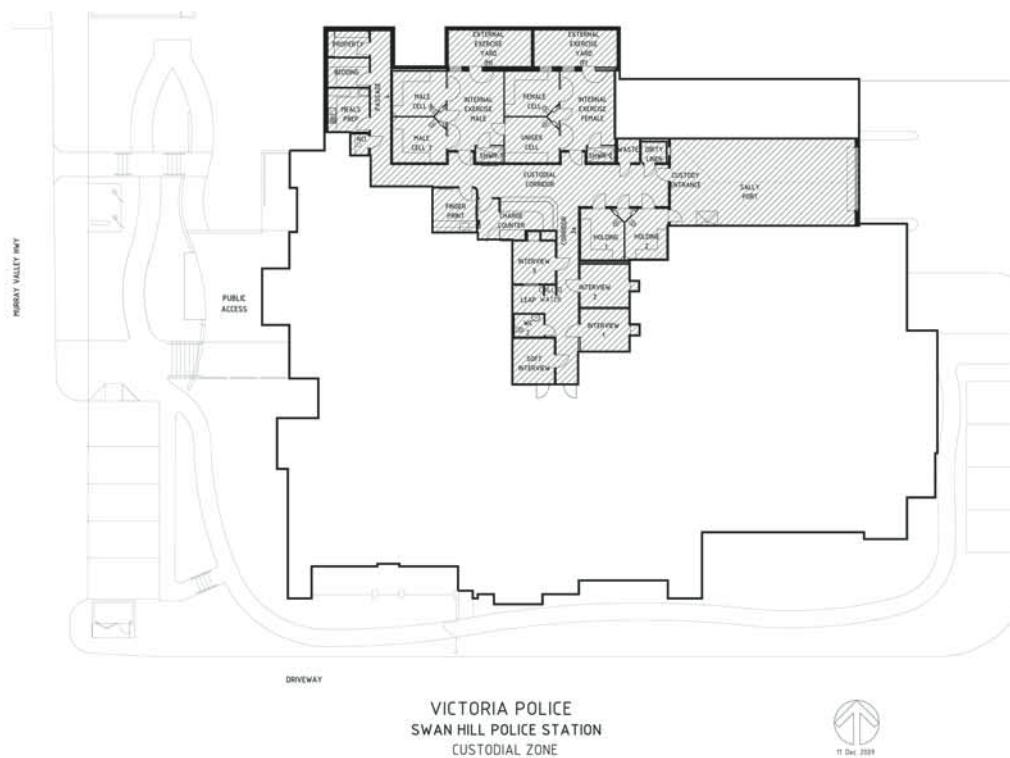 EXTERNAL
EXERCISE
YARD
EXTERNAL
EXERCISE
YARD
PROPERTY
BEDDING
MEALS
PREP
PASSAGE
MALE
CELL
MALE
CELL 2
INTERNAL
EXERCISE
MALE
FEMALE
CELL
UNISEX
CELL
INTERNAL
EXERCISE
FEMALE
WASTE
DIRTY
LINEN
CUSTODIAL
CORRIDOR
CUSTODY
ENTRANCE
SALLY
PORT
FINGER
PRINT
CHARGE
COUNTER
CORRIDOR
HOLDING
1
HOLDING
2
INTERVIEW
3
INTERVIEW
2
LEAP
INTERVIEW
1
SOFT
INTERVIEW
PUBLIC
ACCESS
MURRAY VALLEY HWY
DRIVEWAY
VICTORIA POLICE
SWAN HILL POLICE STATION
CUSTODIAL ZONE
11 Dec 2009